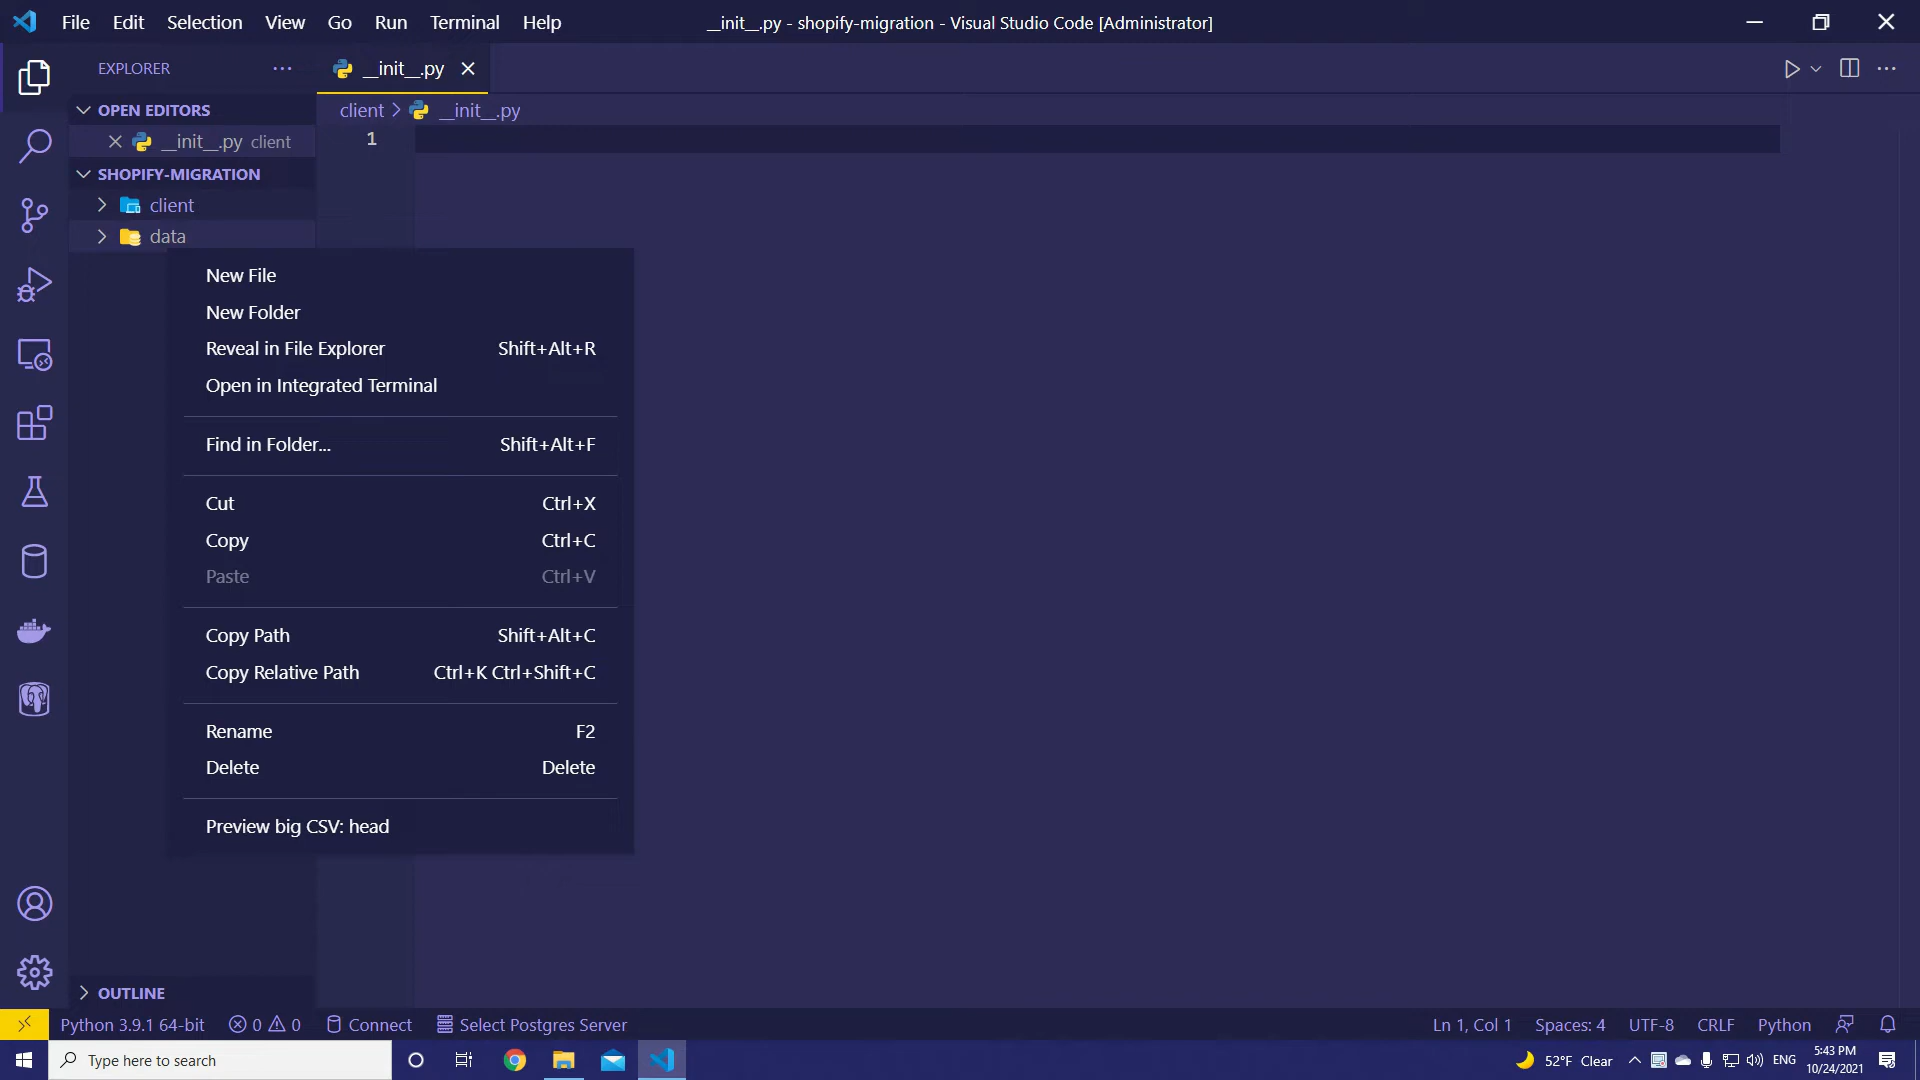 File Edit Selection View Go Run Terminal Help
__init__.py - shopify-migration - Visual Studio Code [Administrator]
EXPLORER
__init__.py
OPEN EDITORS
client > __init__.py
__init__.py client
1
SHOPIFY-MIGRATION
client
data
New File
New Folder
Reveal in File Explorer Shift+Alt+R
Open in Integrated Terminal
Find in Folder... Shift+Alt+F
Cut Ctrl+X
Copy Ctrl+C
Paste Ctrl+V
Copy Path Shift+Alt+C
Copy Relative Path Ctrl+K Ctrl+Shift+C
Rename F2
Delete Delete
Preview big CSV: head
OUTLINE
Python 3.9.1 64-bit 0 0 Connect Select Postgres Server Ln 1, Col 1 Spaces: 4 UTF-8 CRLF Python
Type here to search
52°F Clear ENG
5:43 PM
10/24/2021